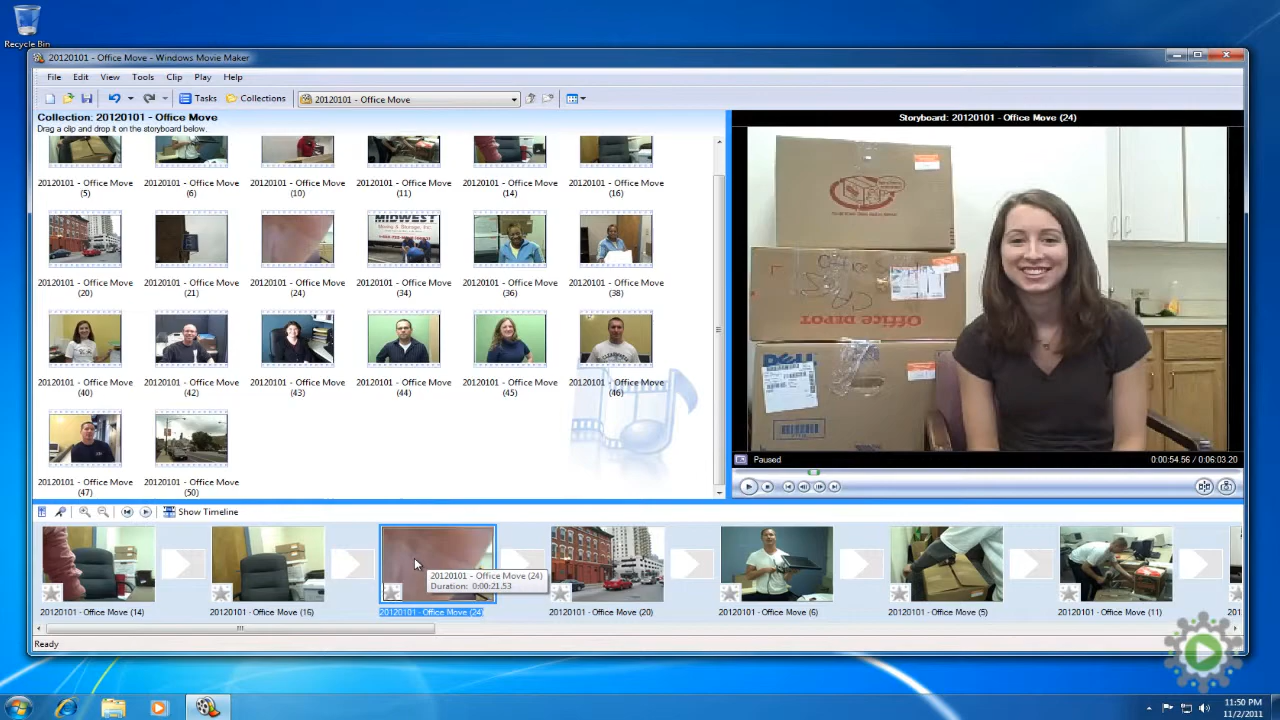 Recycle Bin
20120101 - Office Move - Windows Movie Maker
File Edit View Tools Clip Play Help
Tasks Collections 20120101 - Office Move
Collection: 20120101 - Office Move
Drag a clip and drop it on the storyboard below.
Storyboard: 20120101 - Office Move (24)
20120101 - Office Move (5)
20120101 - Office Move (6)
20120101 - Office Move (10)
20120101 - Office Move (11)
20120101 - Office Move (14)
20120101 - Office Move (16)
MIDWEST
20120101 - Office Move (20)
20120101 - Office Move (21)
20120101 - Office Move (24)
20120101 - Office Move (34)
20120101 - Office Move (36)
20120101 - Office Move (38)
20120101 - Office Move (40)
20120101 - Office Move (42)
20120101 - Office Move (43)
20120101 - Office Move (44)
20120101 - Office Move (45)
20120101 - Office Move (46)
20120101 - Office Move (47)
20120101 - Office Move (50)
Office DEPOT
DELL
Paused
0:00:54.56 / 0:06:03.20
Show Timeline
20120101 - Office Move (24)
Duration: 0:00:21.53
20120101 - Office Move (14)
20120101 - Office Move (16)
20120101 - Office Move (24)
20120101 - Office Move (20)
20120101 - Office Move (6)
20120101 - Office Move (5)
20120101 - Office Move (11)
Ready
11:50 PM
11/2/2011